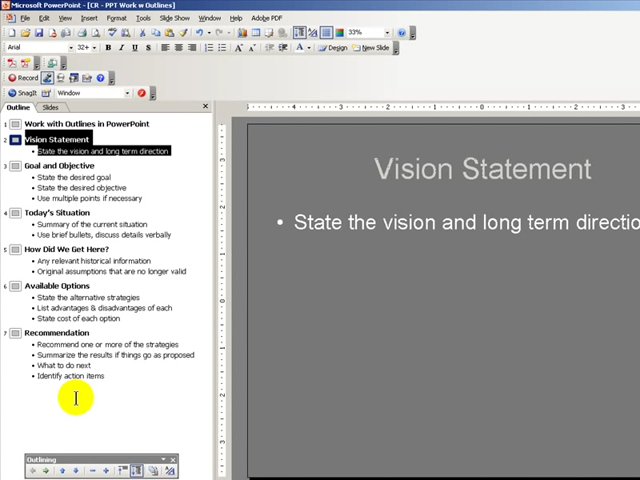 Microsoft PowerPoint - [CR - PPT Work w Outlines]
File Edit View Insert Format Tools Slide Show Window Help Adobe PDF
33%
Arial 32+ B I U S A Design New Slide
Record
SnagIt Window
Outline Slides
1 Work with Outlines in PowerPoint
2 Vision Statement
• State the vision and long term direction
3 Goal and Objective
• State the desired goal
• State the desired objective
• Use multiple points if necessary
4 Today's Situation
• Summary of the current situation
• Use brief bullets, discuss details verbally
5 How Did We Get Here?
• Any relevant historical information
• Original assumptions that are no longer valid
6 Available Options
• State the alternative strategies
• List advantages & disadvantages of each
• State cost of each option
7 Recommendation
• Recommend one or more of the strategies
• Summarize the results if things go as proposed
• What to do next
• Identify action items
Outlining
Vision Statement
• State the vision and long term directio